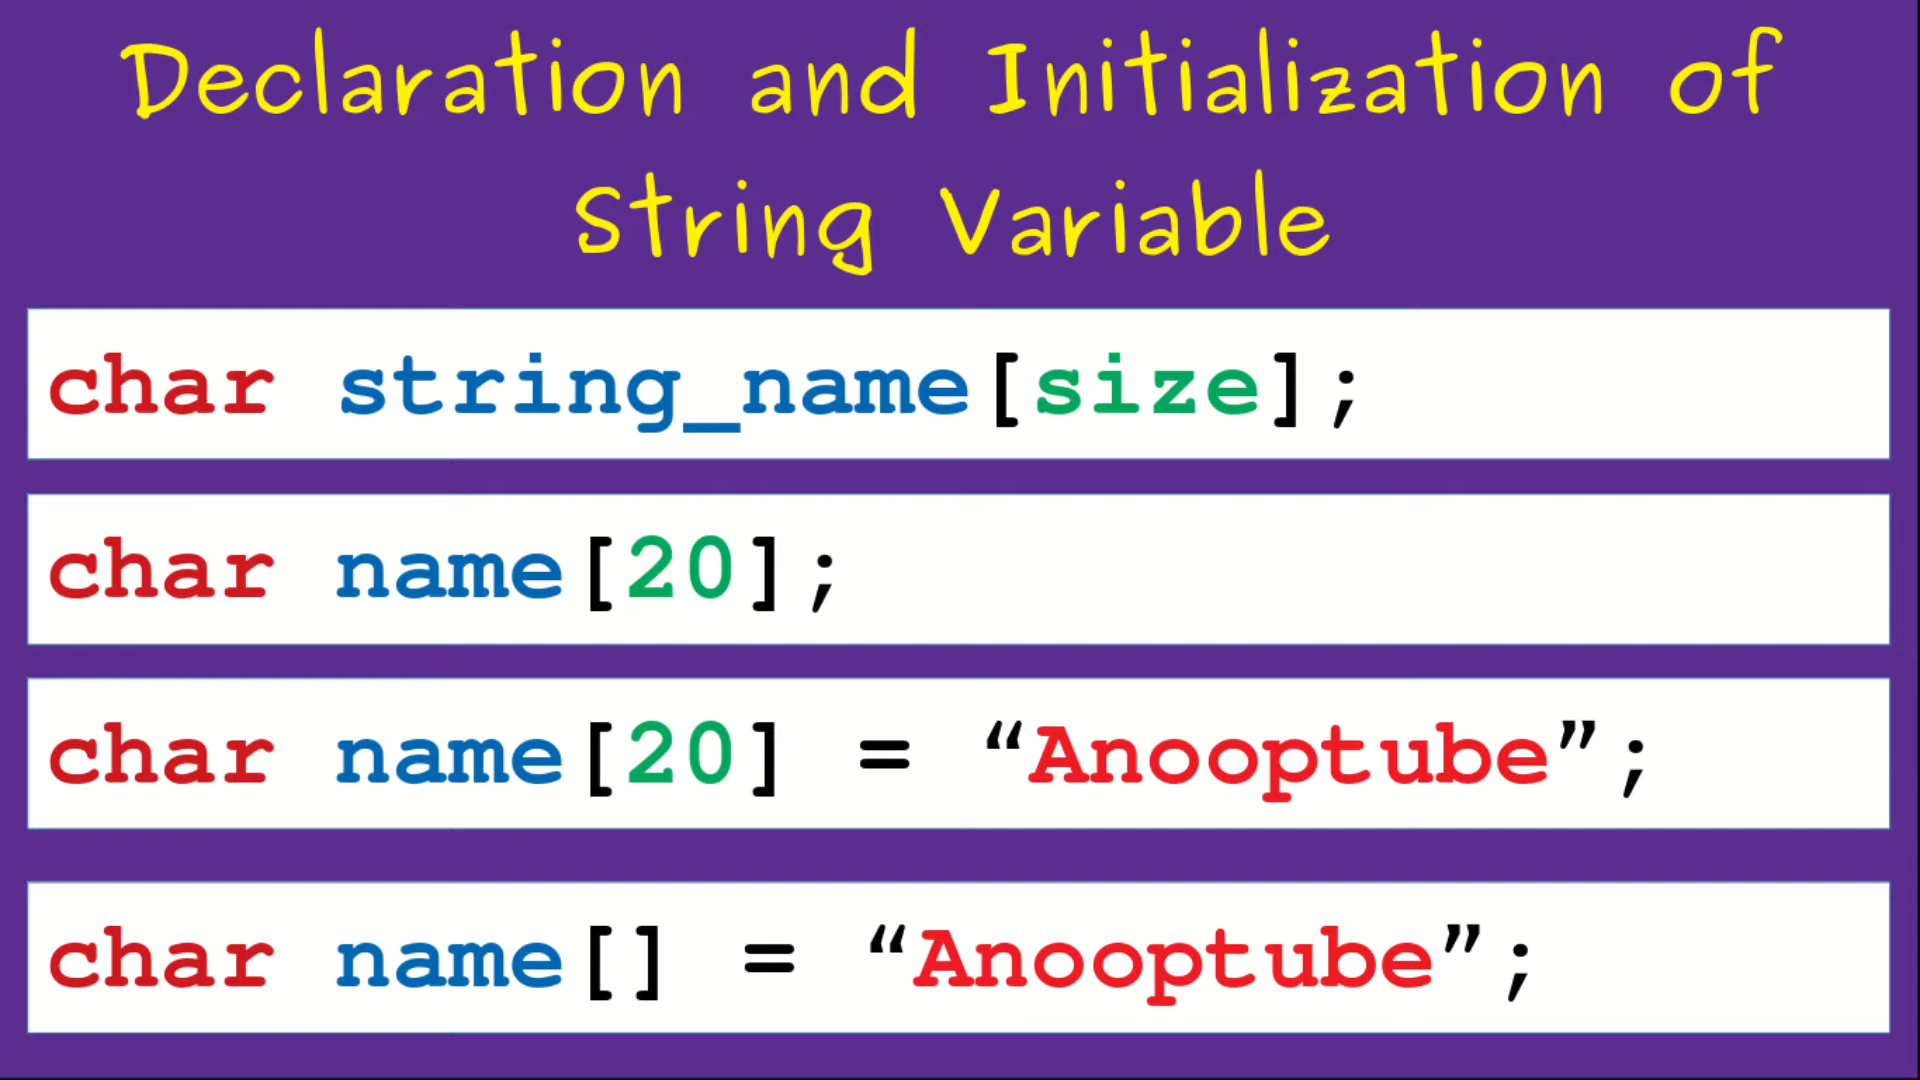 Declaration and Initialization of
String Variable
char string_name[size];
char name[20];
char name[20] = “Anooptube”;
char name[] = “Anooptube”;